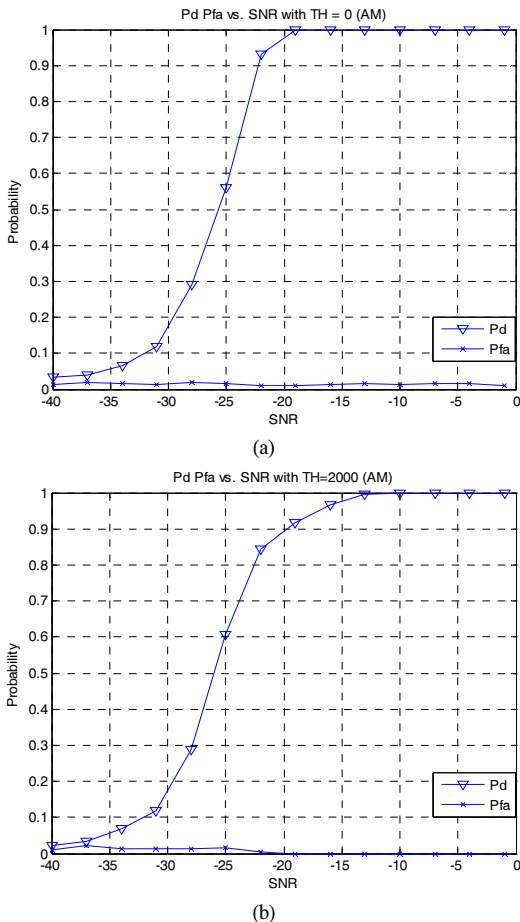 Pd Pfa vs. SNR with TH = 0 (AM)
1
0.9
0.8
0.7
0.6
0.5
0.4
0.3
0.2
0.1
0
Probability
Pd
Pfa
-40 -35 -30 -25 -20 -15 -10 -5 0
SNR
(a)
Pd Pfa vs. SNR with TH=2000 (AM)
1
0.9
0.8
0.7
0.6
0.5
0.4
0.3
0.2
0.1
0
Probability
Pd
Pfa
-40 -35 -30 -25 -20 -15 -10 -5 0
SNR
(b)